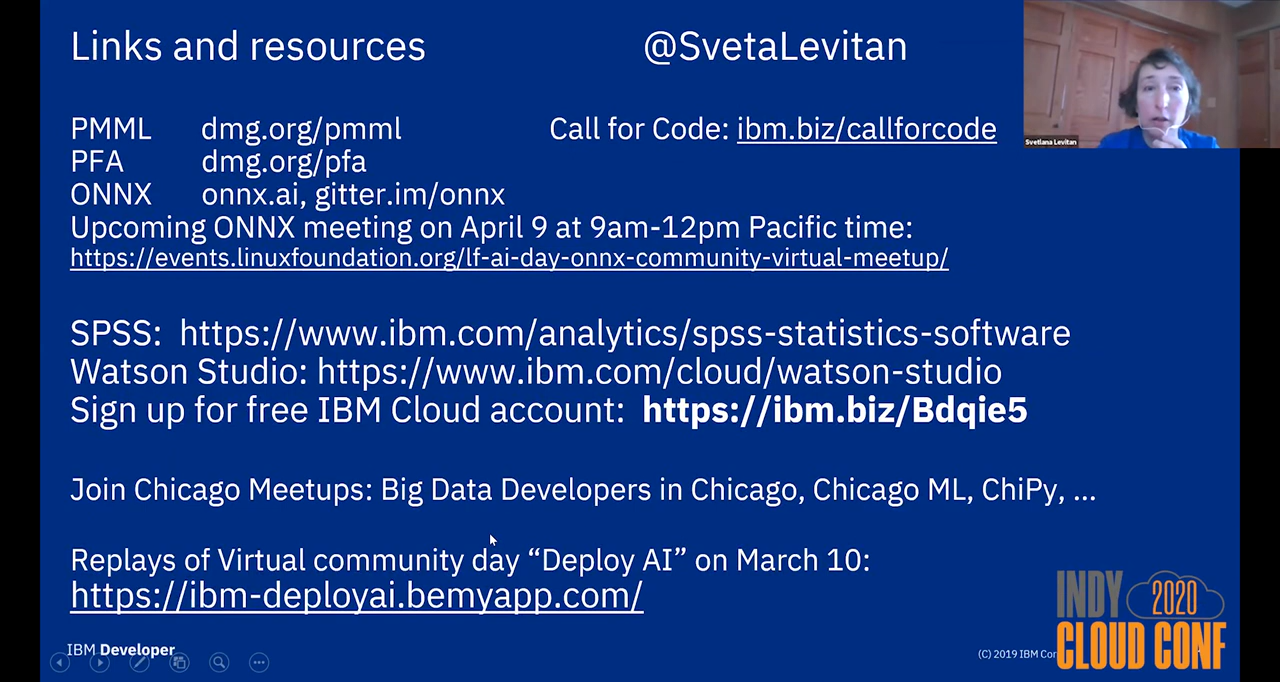 Links and resources
@SvetaLevitan
PMML dmg.org/pmml
Call for Code: ibm.biz/callforcode
PFA dmg.org/pfa
ONNX onnx.ai, gitter.im/onnx
Upcoming ONNX meeting on April 9 at 9am-12pm Pacific time:
https://events.linuxfoundation.org/lf-ai-day-onnx-community-virtual-meetup/
SPSS: https://www.ibm.com/analytics/spss-statistics-software
Watson Studio: https://www.ibm.com/cloud/watson-studio
Sign up for free IBM Cloud account: https://ibm.biz/Bdqie5
Join Chicago Meetups: Big Data Developers in Chicago, Chicago ML, ChiPy, ...
Replays of Virtual community day “Deploy AI” on March 10:
https://ibm-deployai.bemyapp.com/
IBM Developer
(C) 2019 IBM
INDY 2020
CLOUD CONF
Svetlana Levitan